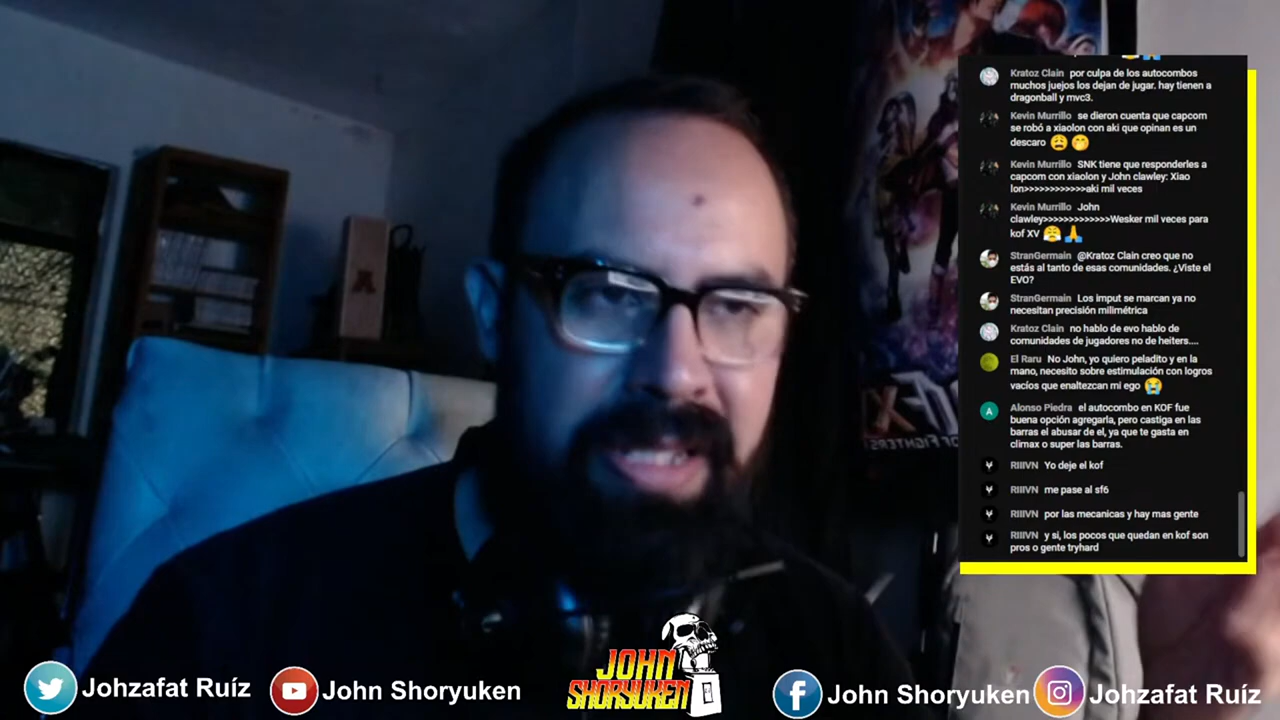 Kratoz Clain por culpa de los autocombos
muchos juejos los dejan de jugar. hay tienen a
dragonball y mvc3.
Kevin Murrillo se dieron cuenta que capcom
se robó a xiaolon con aki que opinan es un
descaro 😩 🤭
Kevin Murrillo SNK tiene que responderles a
capcom con xiaolon y John clawley: Xiao
lon>>>>>>>>>>>>aki mil veces
Kevin Murrillo John
clawley>>>>>>>>>>>>>Wesker mil veces para
kof XV 😤 🙏
StranGermain @Kratoz Clain creo que no
estás al tanto de esas comunidades. ¿Viste el
EVO?
StranGermain Los imput se marcan ya no
necesitan precisión milimétrica
Kratoz Clain no hablo de evo hablo de
comunidades de jugadores no de heiters....
El Raru No John, yo quiero peladito y en la
mano, necesito sobre estimulación con logros
vacíos que enaltezcan mi ego 😭
A Alonso Piedra el autocombo en KOF fue
buena opción agregarla, pero castiga en las
barras el abusar de el, ya que te gasta en
climax o super las barras.
RIIIVN Yo deje el kof
RIIIVN me pase al sf6
RIIIVN por las mecanicas y hay mas gente
RIIIVN y si, los pocos que quedan en kof son
pros o gente tryhard
OF FIGHTERS
JOHN
SHORYUKEN
Johzafat Ruíz
John Shoryuken
John Shoryuken
Johzafat Ruíz